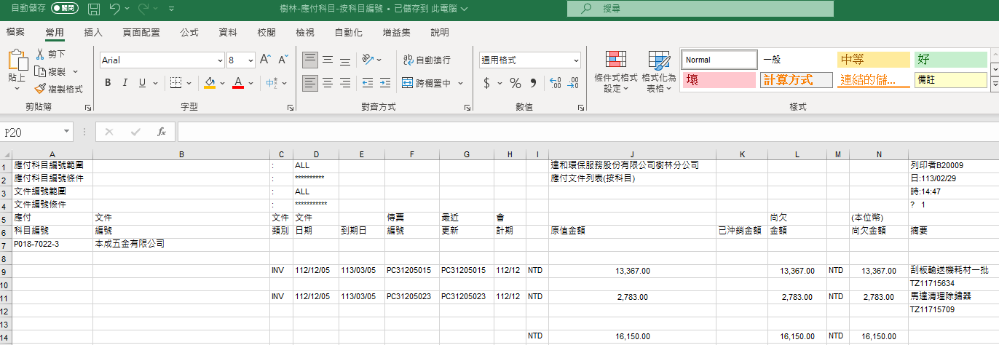 自動儲存 關閉 樹林-應付科目-按科目編號 • 已儲存到 此電腦 搜尋
檔案 常用 插入 頁面配置 公式 資料 校閱 檢視 自動化 增益集 說明
貼上 剪下 複製 複製格式
剪貼簿
Arial 8
B I U
字型
自動換行
跨欄置中
對齊方式
通用格式
$ %
數值
條件式格式設定 格式化為表格
Normal 一般 中等 好
壞 計算方式 連結的儲... 備註
樣式
P20 fx
A B C D E F G H I J K L M N
1 應付科目編號範圍 : ALL 達和環保服務股份有限公司樹林分公司 列印者B20009
2 應付科目編號條件 : ********** 應付文件列表(按科目) 日:113/02/29
3 文件編號範圍 : ALL 時:14:47
4 文件編號條件 : *********** ? 1
5 應付 文件 文件 文件 傳票 最近 會 尚欠 (本位幣)
6 科目編號 編號 類別 日期 到期日 編號 更新 計期 原值金額 已沖銷金額 金額 尚欠金額 摘要
7 P018-7022-3 本成五金有限公司
8
9 INV 112/12/05 113/03/05 PC31205015 PC31205015 112/12 NTD 13,367.00 13,367.00 NTD 13,367.00 刮板輸送機耗材一批
10 TZ11715634
11 INV 112/12/05 113/03/05 PC31205023 PC31205023 112/12 NTD 2,783.00 2,783.00 NTD 2,783.00 馬達清理除鏽器
12 TZ11715709
13
14 NTD 16,150.00 16,150.00 NTD 16,150.00